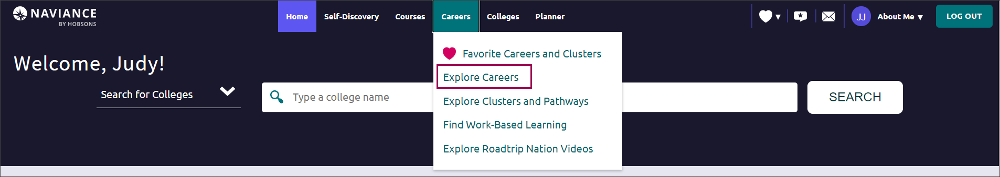 NAVIANCE
BY HOBSONS
Home
Self-Discovery
Courses
Careers
Colleges
Planner
JJ
About Me
LOG OUT
Welcome, Judy!
Favorite Careers and Clusters
Explore Careers
Explore Clusters and Pathways
Find Work-Based Learning
Explore Roadtrip Nation Videos
Search for Colleges
Type a college name
SEARCH